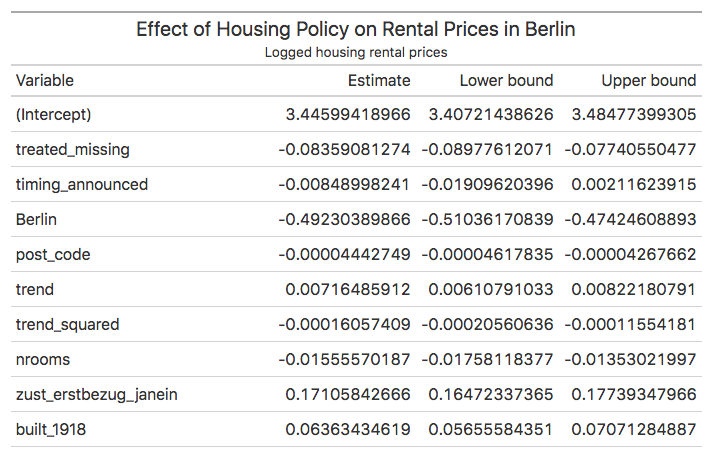 Effect of Housing Policy on Rental Prices in Berlin
Logged housing rental prices
Variable Estimate Lower bound Upper bound
(Intercept) 3.44599418966 3.40721438626 3.48477399305
treated_missing -0.08359081274 -0.08977612071 -0.07740550477
timing_announced -0.00848998241 -0.01909620396 0.00211623915
Berlin -0.49230389866 -0.51036170839 -0.47424608893
post_code -0.00004442749 -0.00004617835 -0.00004267662
trend 0.00716485912 0.00610791033 0.00822180791
trend_squared -0.00016057409 -0.00020560636 -0.00011554181
nrooms -0.01555570187 -0.01758118377 -0.01353021997
zust_erstbezug_janein 0.17105842666 0.16472337365 0.17739347966
built_1918 0.06363434619 0.05655584351 0.07071284887